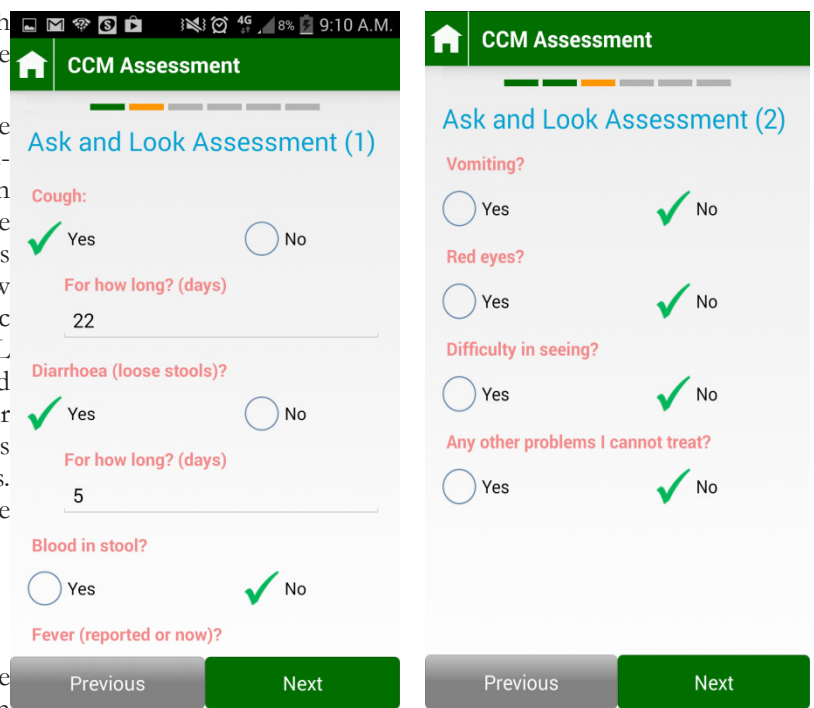 4G 8% 9:10 A.M.
CCM Assessment
Ask and Look Assessment (1)
Cough:
Yes No
For how long? (days)
22
Diarrhoea (loose stools)?
Yes No
For how long? (days)
5
Blood in stool?
Yes No
Fever (reported or now)?
Previous Next
CCM Assessment
Ask and Look Assessment (2)
Vomiting?
Yes No
Red eyes?
Yes No
Difficulty in seeing?
Yes No
Any other problems I cannot treat?
Yes No
Previous Next